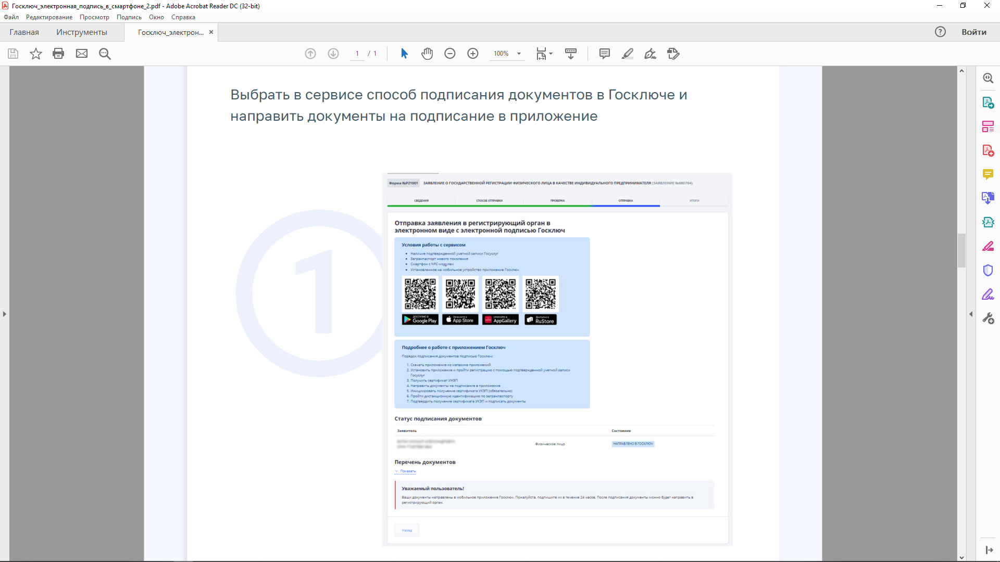 Госключ_электронная_подпись_в_смартфоне_2.pdf - Adobe Acrobat Reader DC (32-bit)
Файл Редактирование Просмотр Подпись Окно Справка
Главная Инструменты Госключ_электрон... Войти
1 / 1 100%
Выбрать в сервисе способ подписания документов в Госключе и
направить документы на подписание в приложение
1
Форма №Р21001 ЗАЯВЛЕНИЕ О ГОСУДАРСТВЕННОЙ РЕГИСТРАЦИИ ФИЗИЧЕСКОГО ЛИЦА В КАЧЕСТВЕ ИНДИВИДУАЛЬНОГО ПРЕДПРИНИМАТЕЛЯ (ЗАЯВЛЕНИЕ №680704)
СВЕДЕНИЯ СПОСОБ ОТПРАВКИ ПРОВЕРКА ОТПРАВКА ИТОГИ
Отправка заявления в регистрирующий орган в
электронном виде с электронной подписью Госключ
Условия работы с сервисом
Наличие подтвержденной учетной записи Госуслуг
Загранпаспорт нового поколения
Смартфон с NFC-модулем
Установленное на мобильное устройство приложение Госключ
ДОСТУПНО В Google Play Загрузите в App Store ОТКРОЙТЕ В AppGallery Доступно в RuStore
Подробнее о работе с приложением Госключ
Порядок подписания документов подписью Госключ:
1. Скачать приложение из магазина приложений
2. Установить приложение и пройти регистрацию с помощью подтвержденной учетной записи
Госуслуг
3. Получить сертификат УНЭП
4. Направить документы на подписание в приложение
5. Инициировать получение сертификата УКЭП (обязательно)
6. Пройти дистанционную идентификацию по загранпаспорту
7. Подтвердить получение сертификата УКЭП и подписать документы
Статус подписания документов
Заявитель Состояние
Физическое лицо НАПРАВЛЕНО В ГОСКЛЮЧ
Перечень документов
Показать
Уважаемый пользователь!
Ваши документы направлены в мобильное приложение Госключ. Пожалуйста, подпишите их в течение 24 часов. После подписания документы можно будет направить в
регистрирующий орган.
Назад